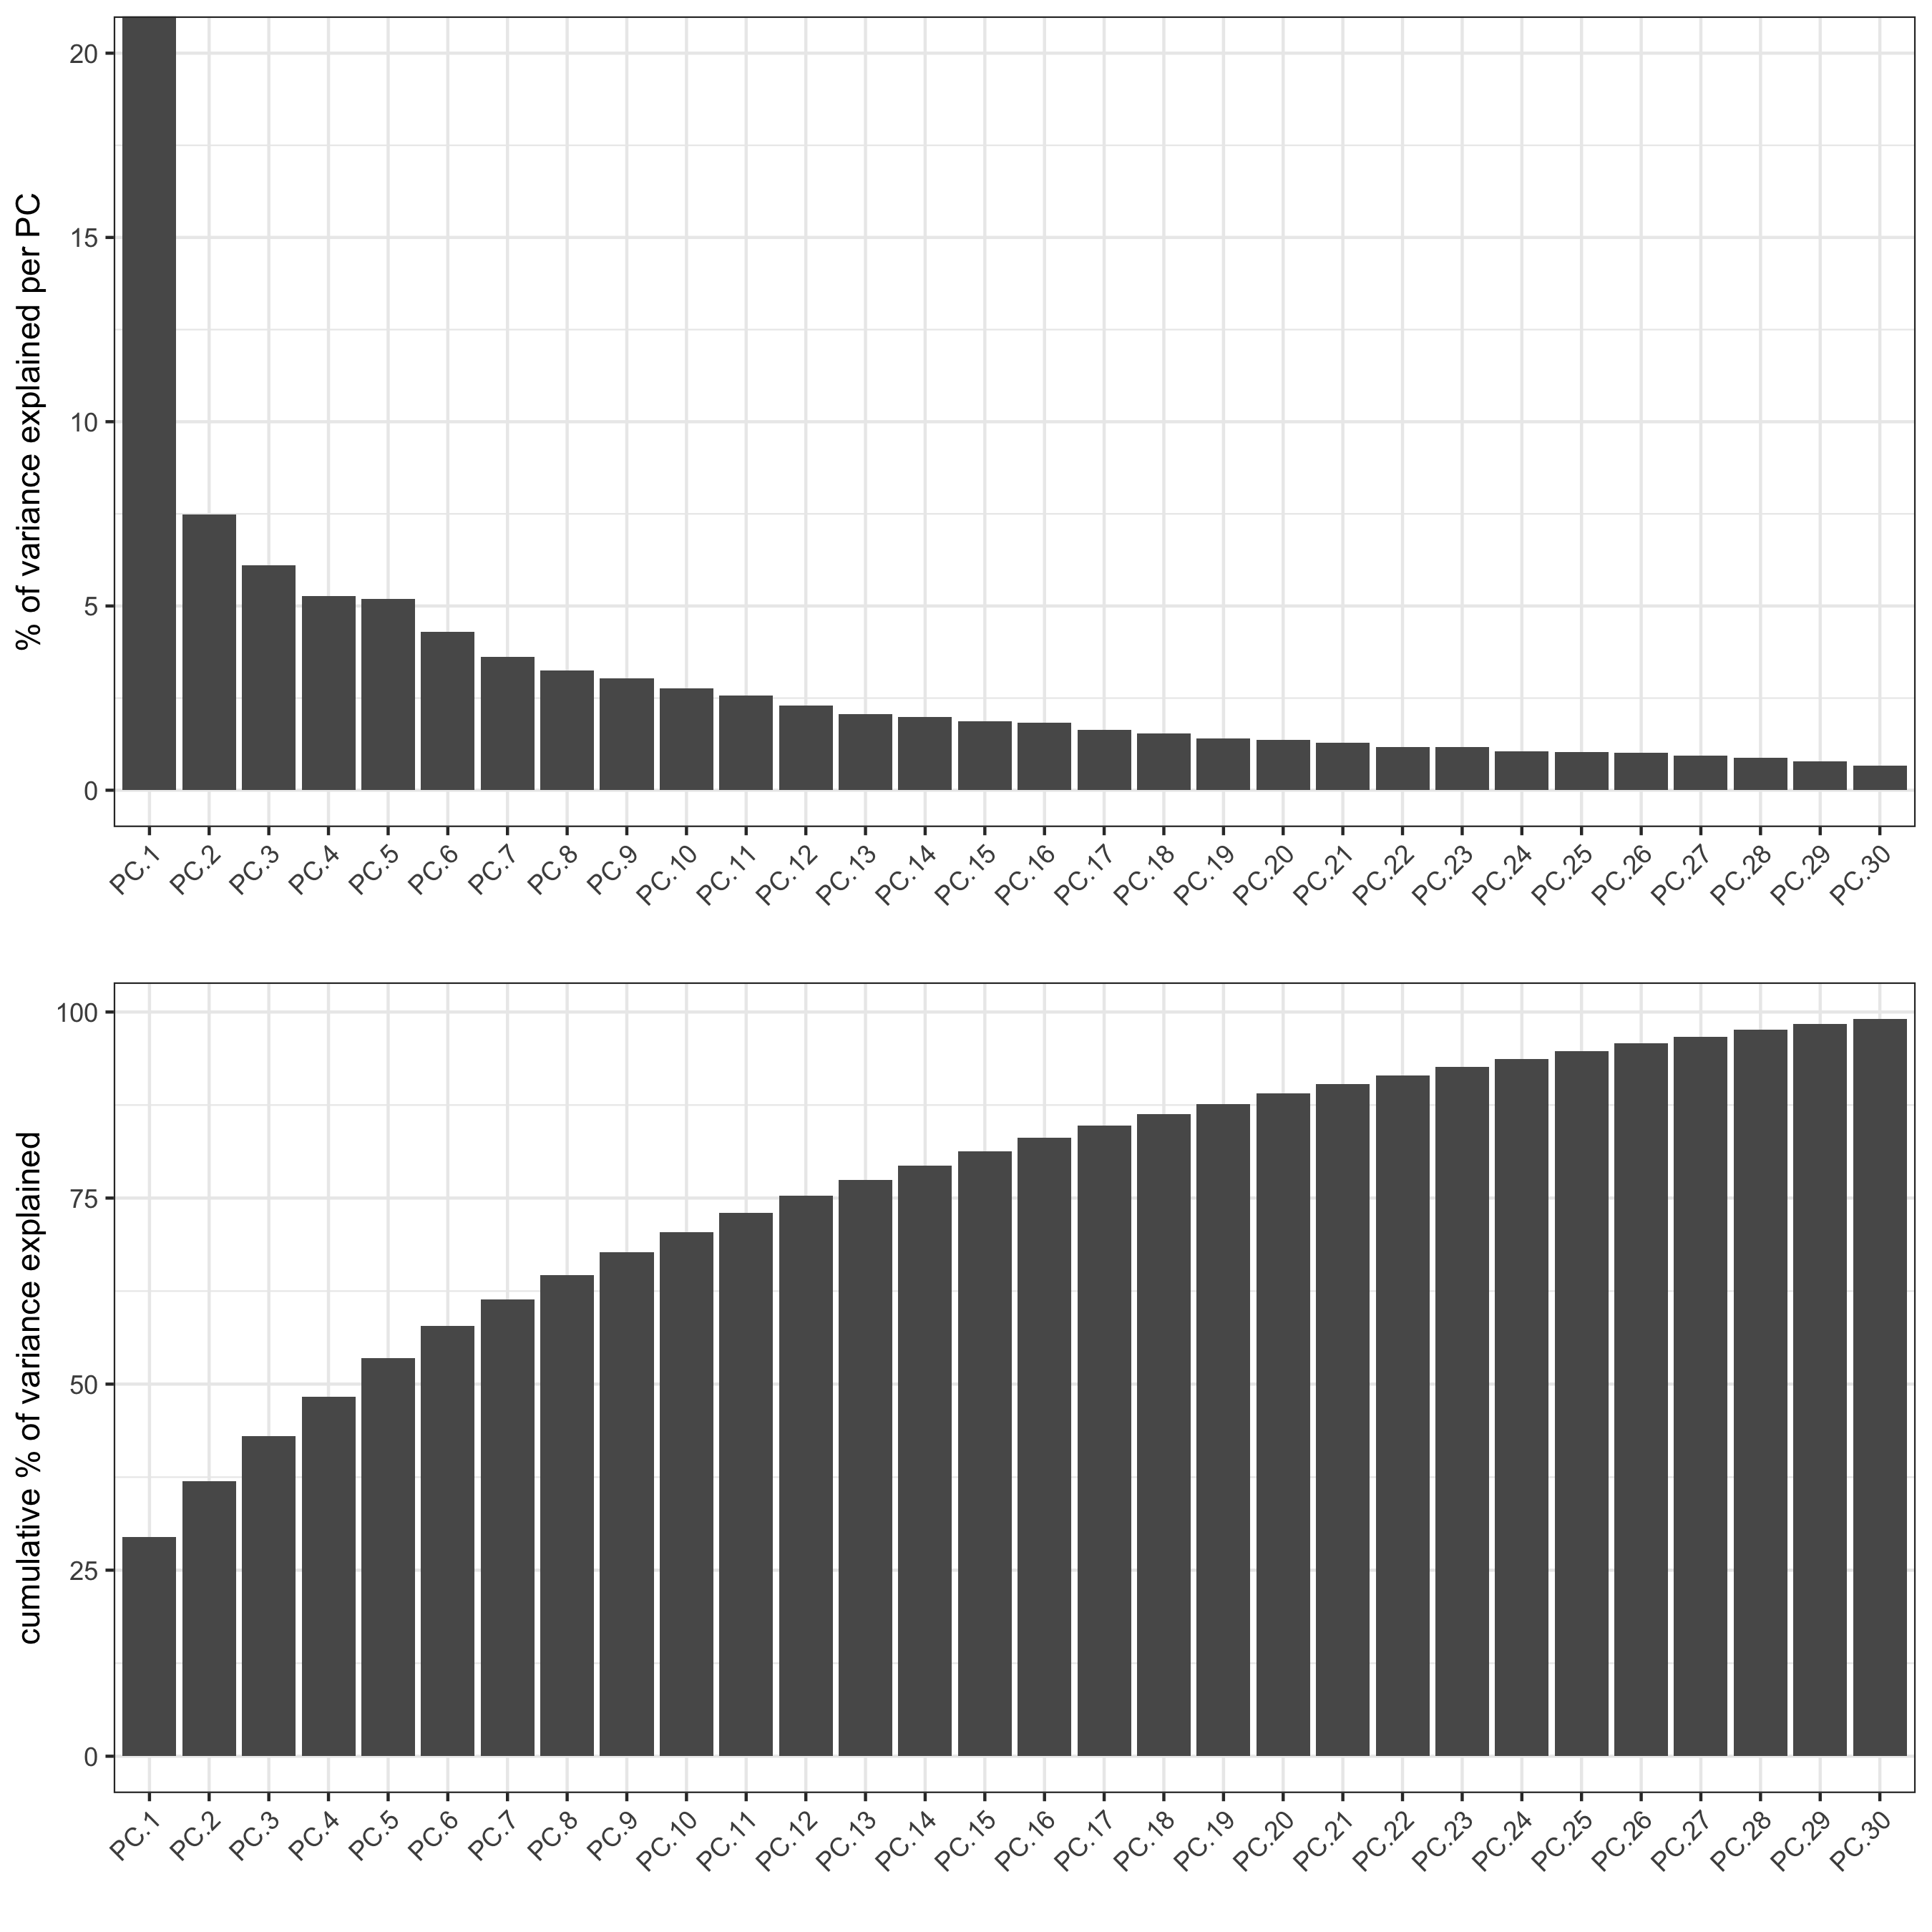 % of variance explained per PC
20
15
10
5
0
PC.1 PC.2 PC.3 PC.4 PC.5 PC.6 PC.7 PC.8 PC.9 PC.10 PC.11 PC.12 PC.13 PC.14 PC.15 PC.16 PC.17 PC.18 PC.19 PC.20 PC.21 PC.22 PC.23 PC.24 PC.25 PC.26 PC.27 PC.28 PC.29 PC.30
cumulative % of variance explained
100
75
50
25
0
PC.1 PC.2 PC.3 PC.4 PC.5 PC.6 PC.7 PC.8 PC.9 PC.10 PC.11 PC.12 PC.13 PC.14 PC.15 PC.16 PC.17 PC.18 PC.19 PC.20 PC.21 PC.22 PC.23 PC.24 PC.25 PC.26 PC.27 PC.28 PC.29 PC.30